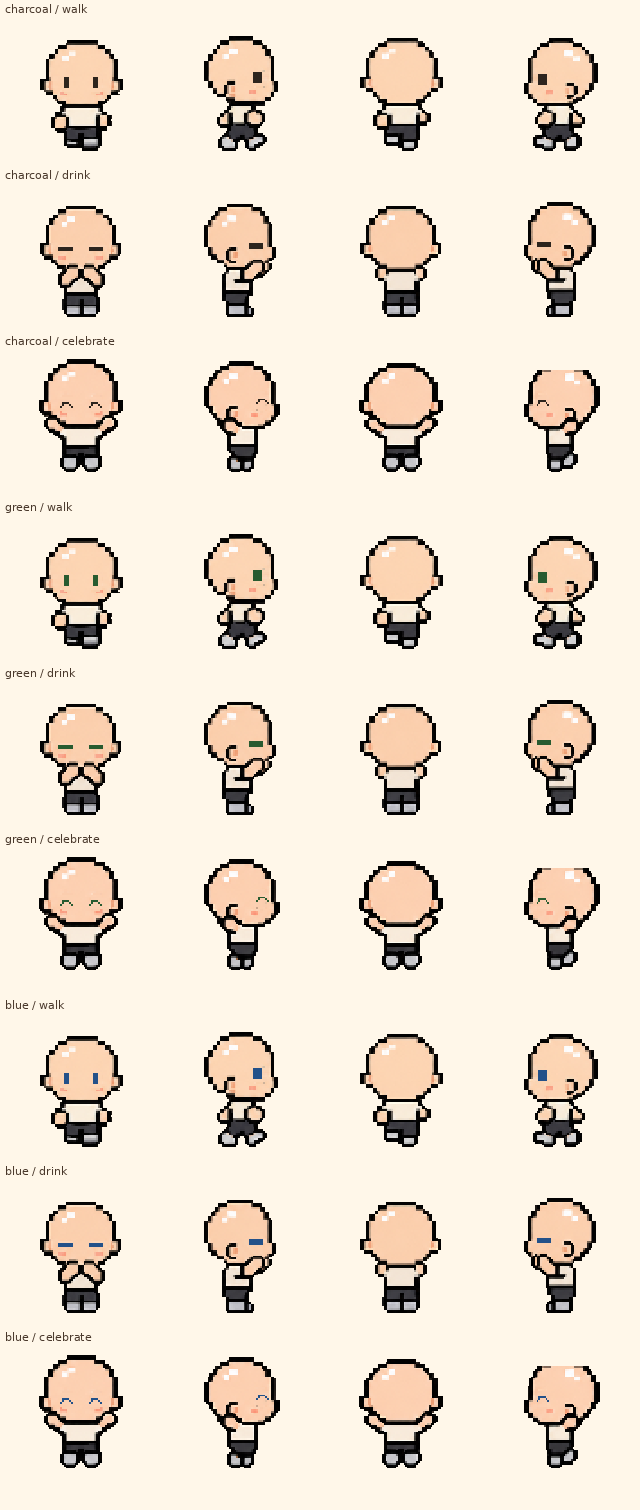 charcoal / walk
charcoal / drink
charcoal / celebrate
green / walk
green / drink
green / celebrate
blue / walk
blue / drink
blue / celebrate